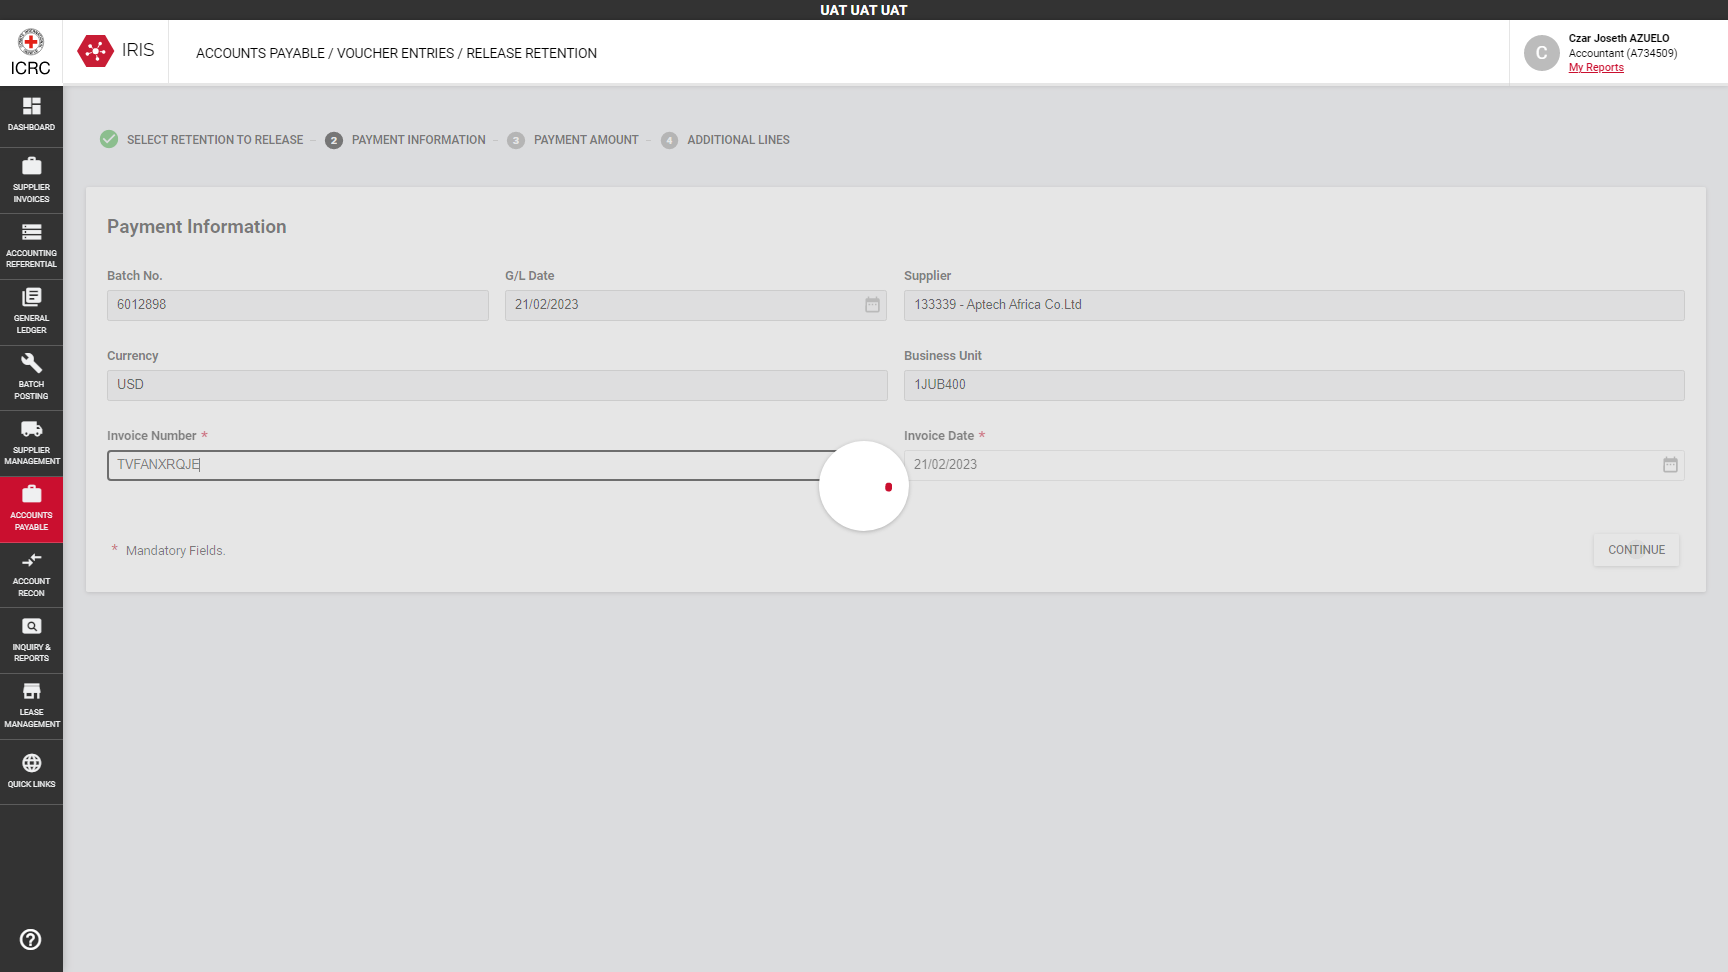 UAT UAT UAT
ICRC
IRIS
ACCOUNTS PAYABLE / VOUCHER ENTRIES / RELEASE RETENTION
C
Czar Joseth AZUELO
Accountant (A734509)
My Reports
DASHBOARD
SUPPLIER
INVOICES
ACCOUNTING
REFERENTIAL
GENERAL
LEDGER
BATCH
POSTING
SUPPLIER
MANAGEMENT
ACCOUNTS
PAYABLE
ACCOUNT
RECON
INQUIRY &
REPORTS
LEASE
MANAGEMENT
QUICK LINKS
SELECT RETENTION TO RELEASE
2 PAYMENT INFORMATION
3 PAYMENT AMOUNT
4 ADDITIONAL LINES
Payment Information
Batch No.
6012898
G/L Date
21/02/2023
Supplier
133339 - Aptech Africa Co.Ltd
Currency
USD
Business Unit
1JUB400
Invoice Number *
TVFANXRQJE
Invoice Date *
21/02/2023
* Mandatory Fields.
CONTINUE